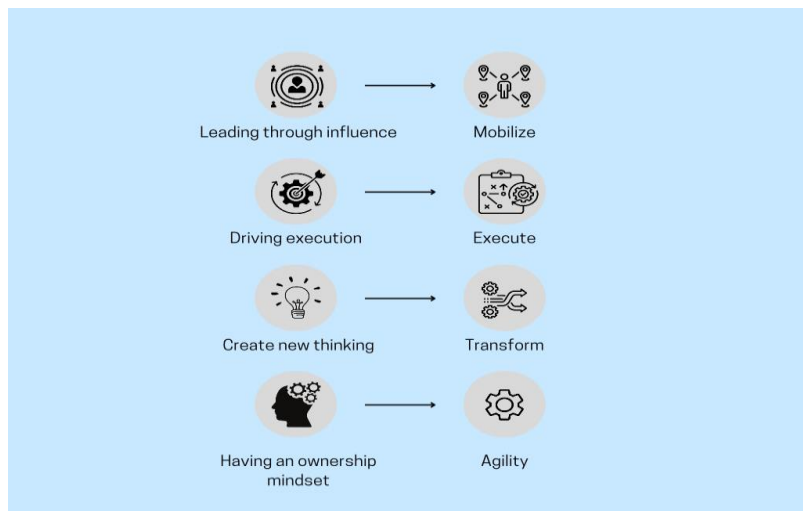 Leading through influence
Mobilize
Driving execution
Execute
Create new thinking
Transform
Having an ownership
mindset
Agility